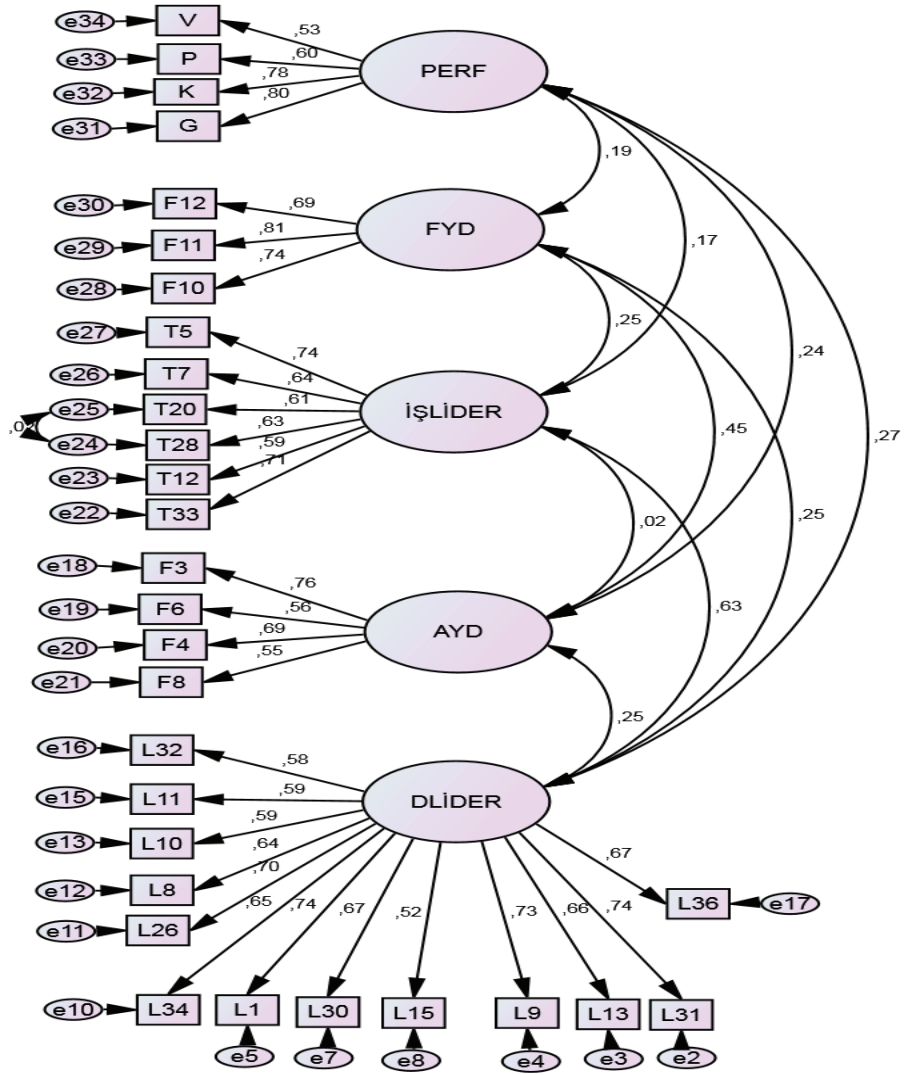 e34 V ,53
e33 P ,60
PERF
e32 K ,78
e31 G ,80
,19
e30 F12 ,69
FYD
e29 F11 ,81
,17
e28 F10 ,74
e27 T5 ,74
,25
,24
e26 T7 ,64
e25 T20 ,61
İŞLİDER
,45
,27
e24 T28 ,63
e23 T12 ,59
e22 T33 ,71
,02
,25
e18 F3 ,76
e19 F6 ,56
,63
e20 F4 ,69
AYD
e21 F8 ,55
,25
e16 L32 ,58
e15 L11 ,59
DLİDER
e13 L10 ,59
e12 L8 ,64
e11 L26 ,70
,65 ,74 ,67 ,52 ,73 ,66 ,74 ,67
L36 e17
e10 L34 L1 L30 L15 L9 L13 L31
e5 e7 e8 e4 e3 e2